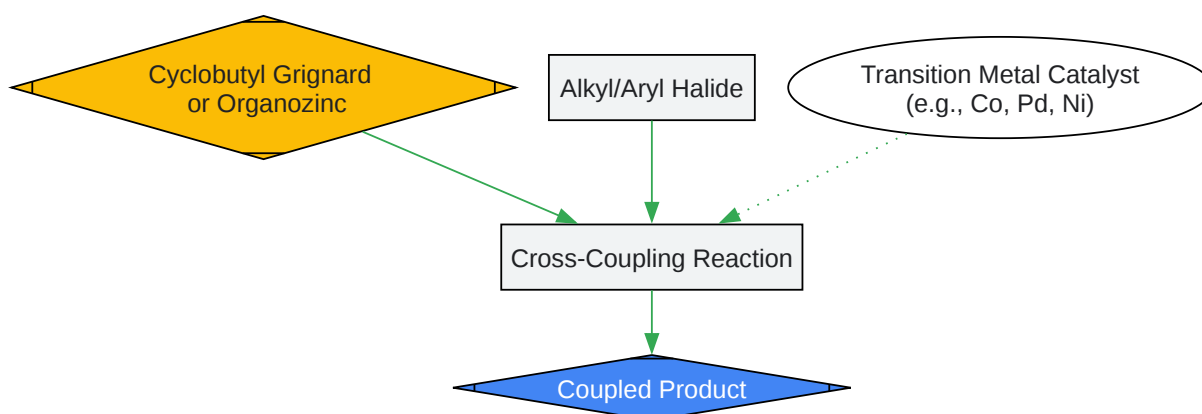 Cyclobutyl Grignard
or Organozinc
Alkyl/Aryl Halide
Transition Metal Catalyst
(e.g., Co, Pd, Ni)
Cross-Coupling Reaction
Coupled Product